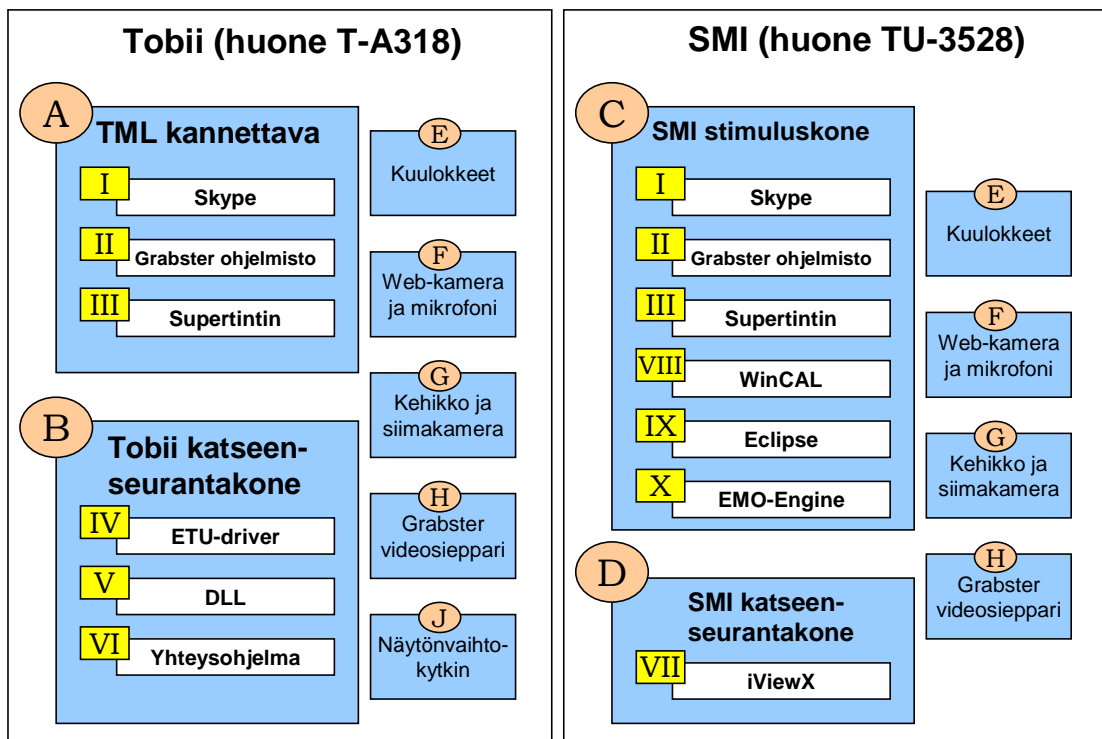 Tobii (huone T-A318)
A
TML kannettava
I
Skype
II
Grabster ohjelmisto
III
Supertintin
B
Tobii katseen-
seurantakone
IV
ETU-driver
V
DLL
VI
Yhteysohjelma
E
Kuulokkeet
F
Web-kamera
ja mikrofoni
G
Kehikko ja
siimakamera
H
Grabster
videosieppari
J
Näytönvaihto-
kytkin
SMI (huone TU-3528)
C
SMI stimuluskone
I
Skype
II
Grabster ohjelmisto
III
Supertintin
VIII
WinCAL
IX
Eclipse
X
EMO-Engine
D
SMI katseen-
seurantakone
VII
iViewX
E
Kuulokkeet
F
Web-kamera
ja mikrofoni
G
Kehikko ja
siimakamera
H
Grabster
videosieppari